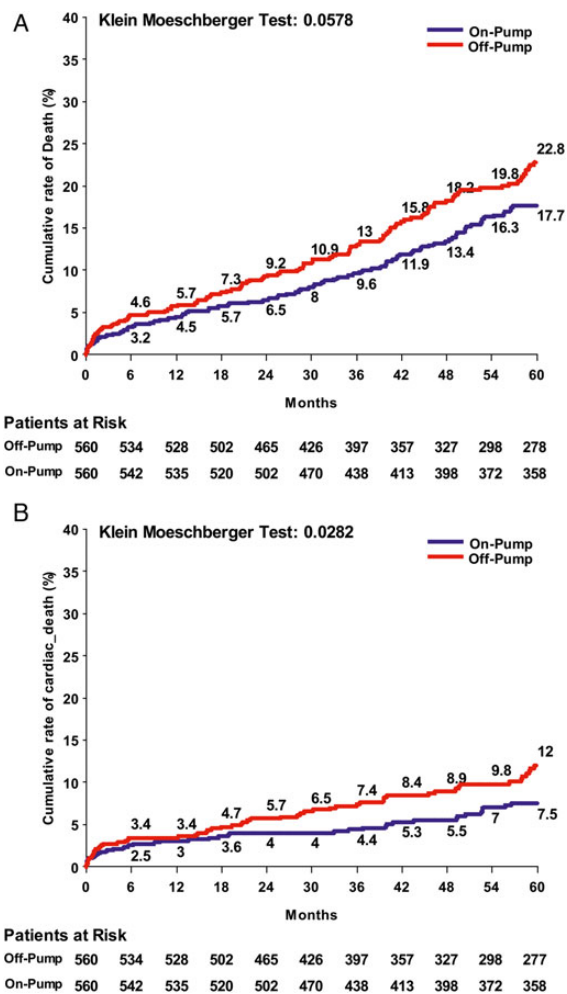 A
Klein Moeschberger Test: 0.0578
On-Pump
Off-Pump
Cumulative rate of Death (%)
40
35
30
25
20
15
10
5
0
4.6 5.7 7.3 9.2 10.9 13 15.8 18.2 19.8 22.8
3.2 4.5 5.7 6.5 8 9.6 11.9 13.4 16.3 17.7
0 6 12 18 24 30 36 42 48 54 60
Months
Patients at Risk
Off-Pump 560 534 528 502 465 426 397 357 327 298 278
On-Pump 560 542 535 520 502 470 438 413 398 372 358
B
Klein Moeschberger Test: 0.0282
On-Pump
Off-Pump
Cumulative rate of cardiac_death (%)
40
35
30
25
20
15
10
5
0
3.4 3.4 4.7 5.7 6.5 7.4 8.4 8.9 9.8 12
2.5 3 3.6 4 4 4.4 5.3 5.5 7 7.5
0 6 12 18 24 30 36 42 48 54 60
Months
Patients at Risk
Off-Pump 560 534 528 502 465 426 397 357 327 298 277
On-Pump 560 542 535 520 502 470 438 413 398 372 358